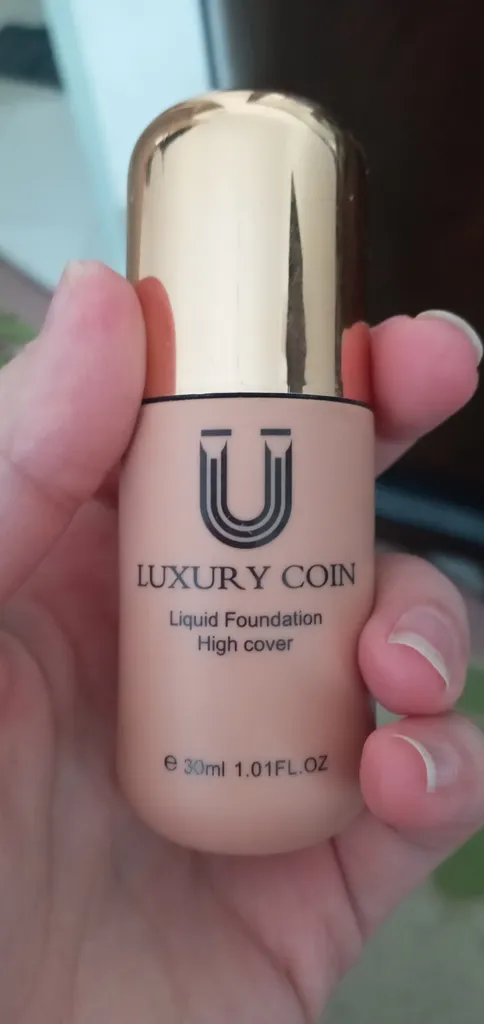 LUXURY COIN
Liquid Foundation
High cover
e 30ml 1.01FL.OZ